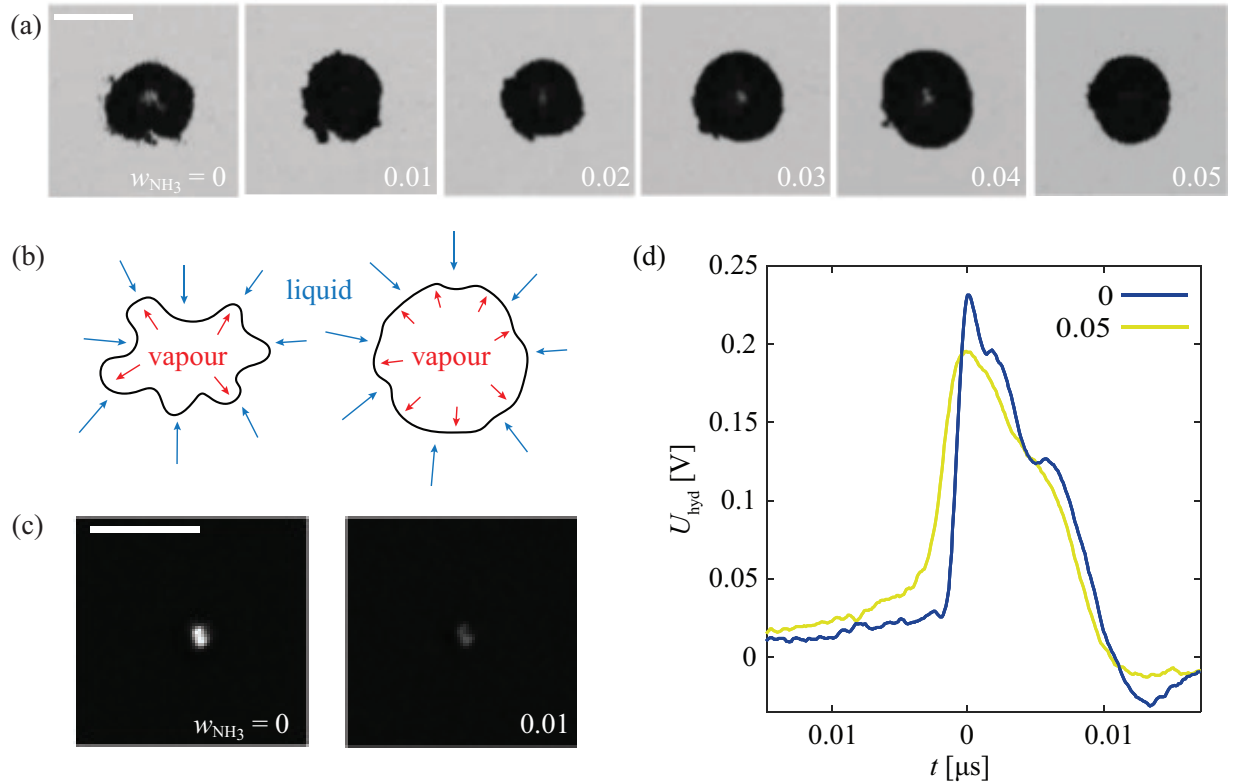 (a)
w_NH3 = 0
0.01
0.02
0.03
0.04
0.05
(b)
liquid
vapour
vapour
(c)
w_NH3 = 0
0.01
(d)
0.25
0.2
0.15
0.1
0.05
0
U_hyd [V]
0
0.05
0.01
0
0.01
t [μs]